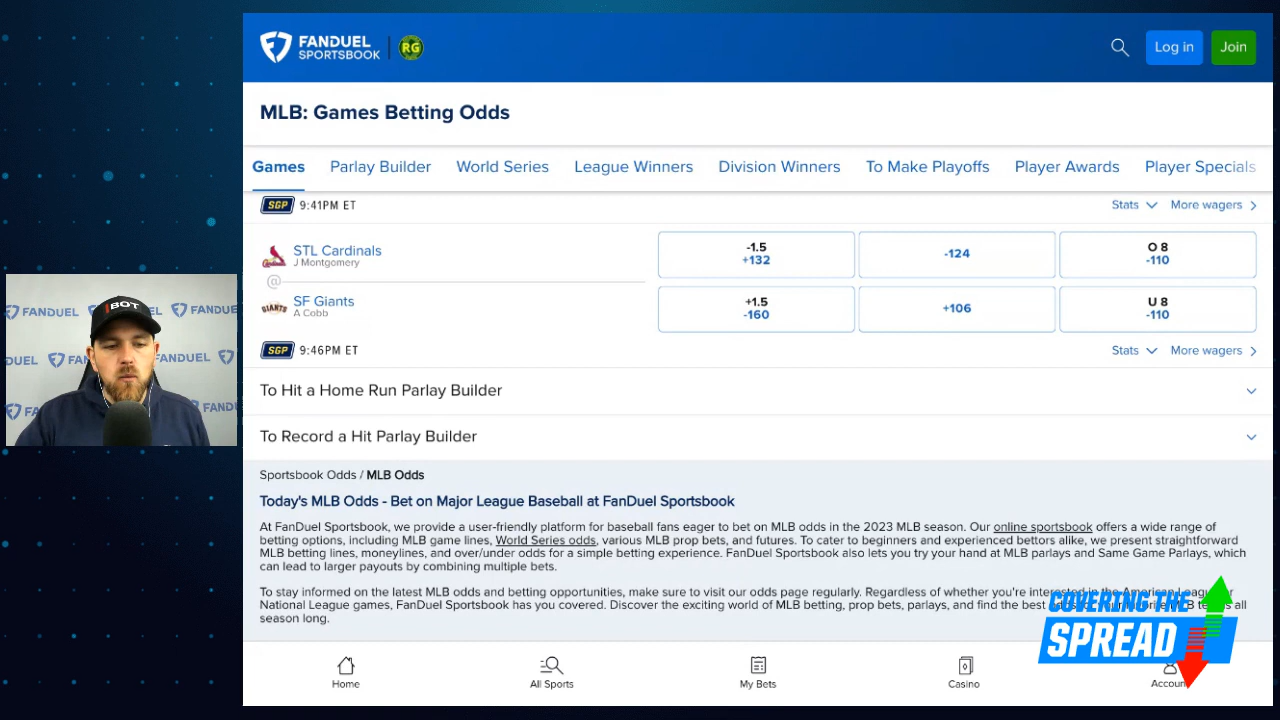 FANDUEL
SPORTSBOOK
RG
Log in
Join
MLB: Games Betting Odds
Games
Parlay Builder
World Series
League Winners
Division Winners
To Make Playoffs
Player Awards
Player Specials
SGP
9:41PM ET
Stats
More wagers
STL Cardinals
J Montgomery
-1.5
+132
-124
O 8
-110
@
SF Giants
A Cobb
+1.5
-160
+106
U 8
-110
SGP
9:46PM ET
Stats
More wagers
To Hit a Home Run Parlay Builder
To Record a Hit Parlay Builder
Sportsbook Odds / MLB Odds
Today's MLB Odds - Bet on Major League Baseball at FanDuel Sportsbook
At FanDuel Sportsbook, we provide a user-friendly platform for baseball fans eager to bet on MLB odds in the 2023 MLB season. Our online sportsbook offers a wide range of
betting options, including MLB game lines, World Series odds, various MLB prop bets, and futures. To cater to beginners and experienced bettors alike, we present straightforward
MLB betting lines, moneylines, and over/under odds for a simple betting experience. FanDuel Sportsbook also lets you try your hand at MLB parlays and Same Game Parlays, which
can lead to larger payouts by combining multiple bets.
To stay informed on the latest MLB odds and betting opportunities, make sure to visit our odds page regularly. Regardless of whether you're interested in the American League or
National League games, FanDuel Sportsbook has you covered. Discover the exciting world of MLB betting, prop bets, parlays, and find the best all
season long.
COVERING THE
SPREAD
Home
All Sports
My Bets
Casino
Account
BOT
FANDUEL
FANDUEL
FANDUEL